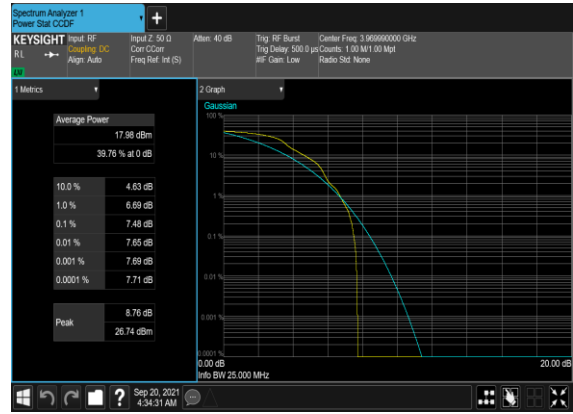 Spectrum Analyzer 1
Power Stat CCDF
KEYSIGHT
Input: RF
Input Z: 50 Ω
Atten: 40 dB
Trig: RF Burst
Center Freq: 3.969990000 GHz
R L
Coupling: DC
Corr CCorr
Trig Delay: 500.0 µs
Counts: 1.00 M/1.00 Mpt
Align: Auto
Freq Ref: Int (S)
#IF Gain: Low
Radio Std: None
LXI
1 Metrics
2 Graph
Gaussian
Average Power
17.98 dBm
39.76 % at 0 dB
10.0 % 4.63 dB
1.0 % 6.69 dB
0.1 % 7.48 dB
0.01 % 7.65 dB
0.001 % 7.69 dB
0.0001 % 7.71 dB
Peak
8.76 dB
26.74 dBm
100 %
10 %
1 %
0.1 %
0.01 %
0.001 %
0.0001 %
0.00 dB
20.00 dB
Info BW 25.000 MHz
?
Sep 20, 2021
4:34:31 AM